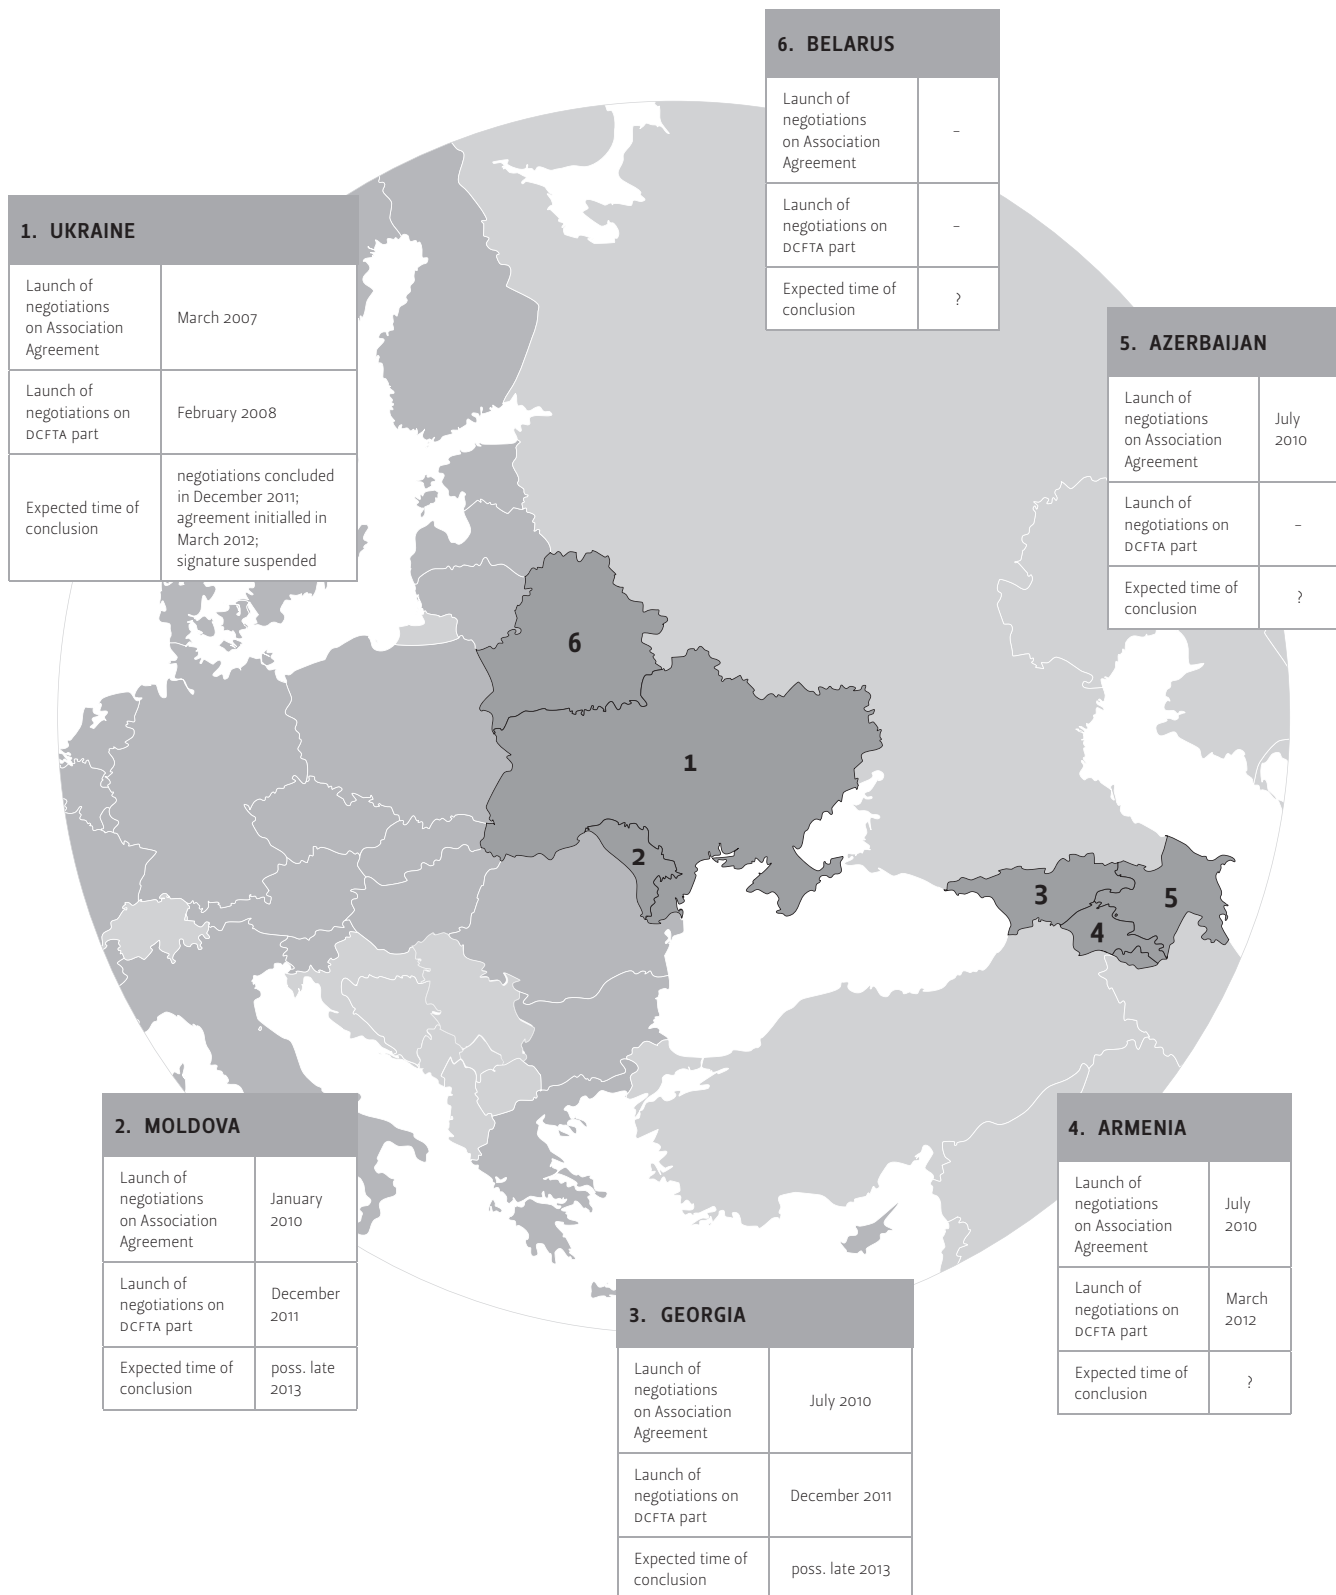 6. BELARUS
Launch of
negotiations
on Association
Agreement
–
Launch of
negotiations on
DCFTA part
–
Expected time of
conclusion
?
1. UKRAINE
Launch of
negotiations
on Association
Agreement
March 2007
Launch of
negotiations on
DCFTA part
February 2008
Expected time of
conclusion
negotiations concluded
in December 2011;
agreement initialled in
March 2012;
signature suspended
5. AZERBAIJAN
Launch of
negotiations
on Association
Agreement
July
2010
Launch of
negotiations on
DCFTA part
–
Expected time of
conclusion
?
6
1
2
3
5
4
2. MOLDOVA
Launch of
negotiations
on Association
Agreement
January
2010
Launch of
negotiations on
DCFTA part
December
2011
Expected time of
conclusion
poss. late
2013
4. ARMENIA
Launch of
negotiations
on Association
Agreement
July
2010
Launch of
negotiations on
DCFTA part
March
2012
Expected time of
conclusion
?
3. GEORGIA
Launch of
negotiations
on Association
Agreement
July 2010
Launch of
negotiations on
DCFTA part
December 2011
Expected time of
conclusion
poss. late 2013